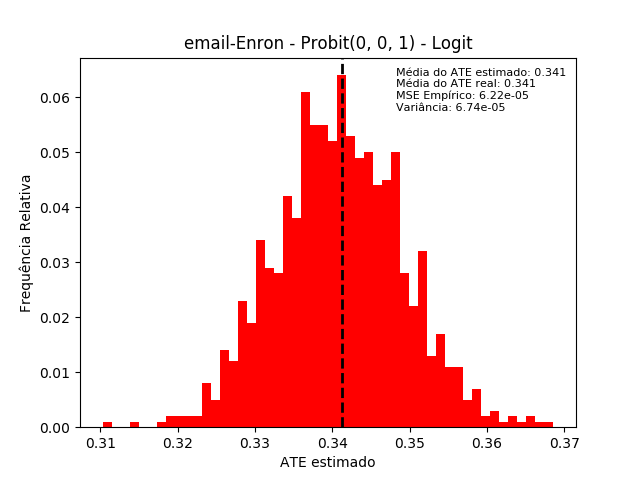 email-Enron - Probit(0, 0, 1) - Logit
Média do ATE estimado: 0.341
Média do ATE real: 0.341
MSE Empírico: 6.22e-05
Variância: 6.74e-05
Frequência Relativa
0.06
0.05
0.04
0.03
0.02
0.01
0.00
0.31 0.32 0.33 0.34 0.35 0.36 0.37
ATE estimado